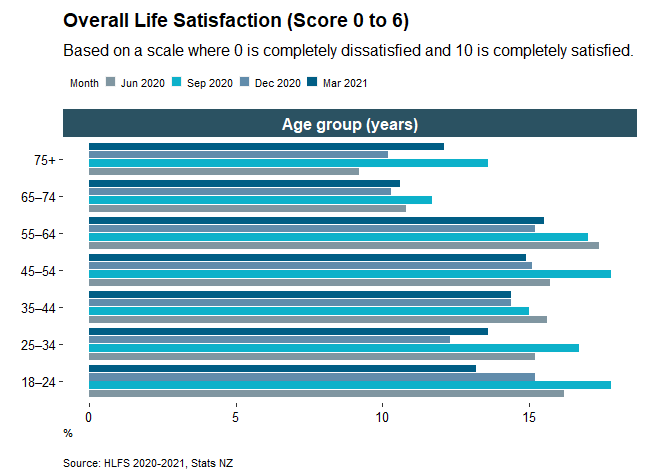 Overall Life Satisfaction (Score 0 to 6)
Based on a scale where 0 is completely dissatisfied and 10 is completely satisfied.
Month Jun 2020 Sep 2020 Dec 2020 Mar 2021
Age group (years)
75+
65–74
55–64
45–54
35–44
25–34
18–24
0 5 10 15
%
Source: HLFS 2020-2021, Stats NZ